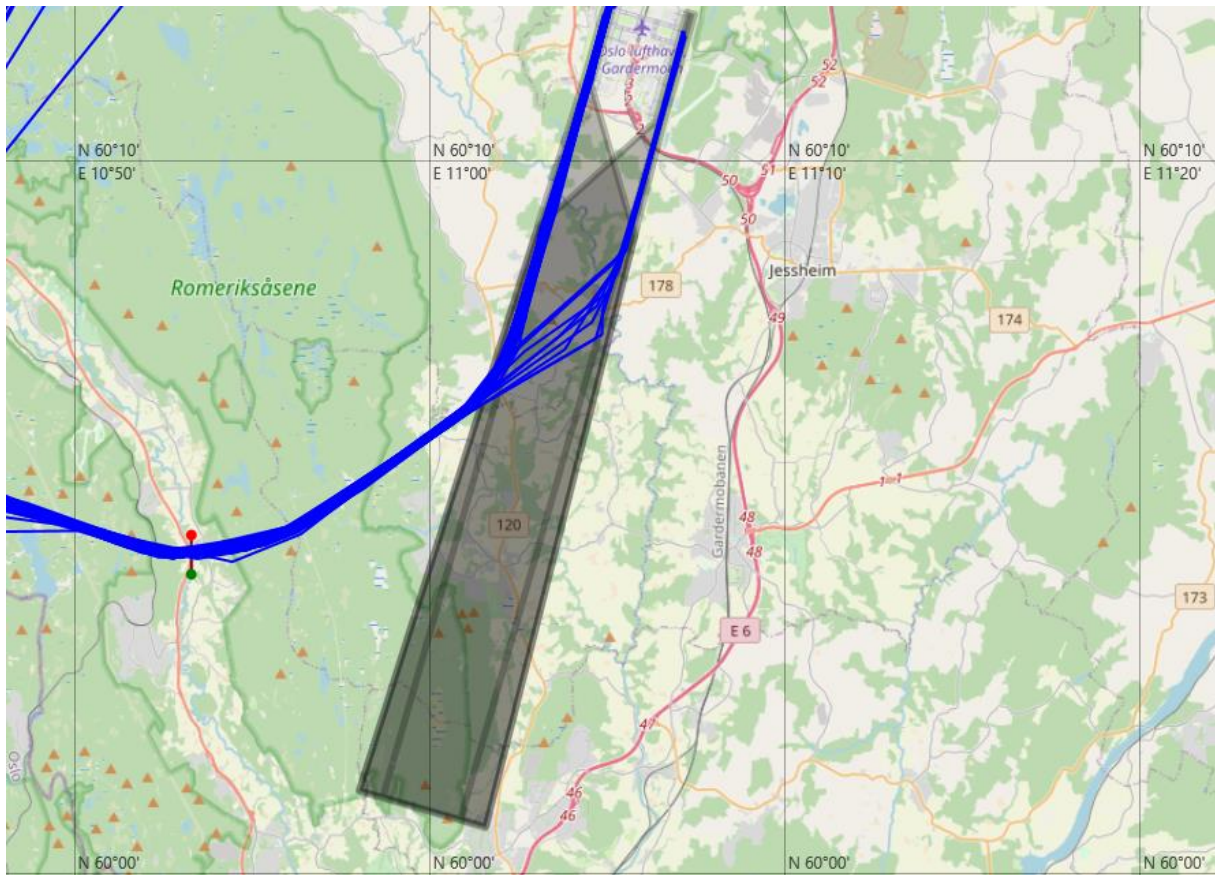 Oslo lufthav
Gardermoen
2
52
52
N 60°10'
E 10°50'
N 60°10'
E 11°00'
N 60°10'
E 11°10'
N 60°10'
E 11°20'
51
50
50
Romeriksåsene
178
Jessheim
174
49
Gardermobanen
1
1
120
48
48
173
E 6
47
Oslo
46
46
N 60°00'
N 60°00'
N 60°00'
N 60°00'